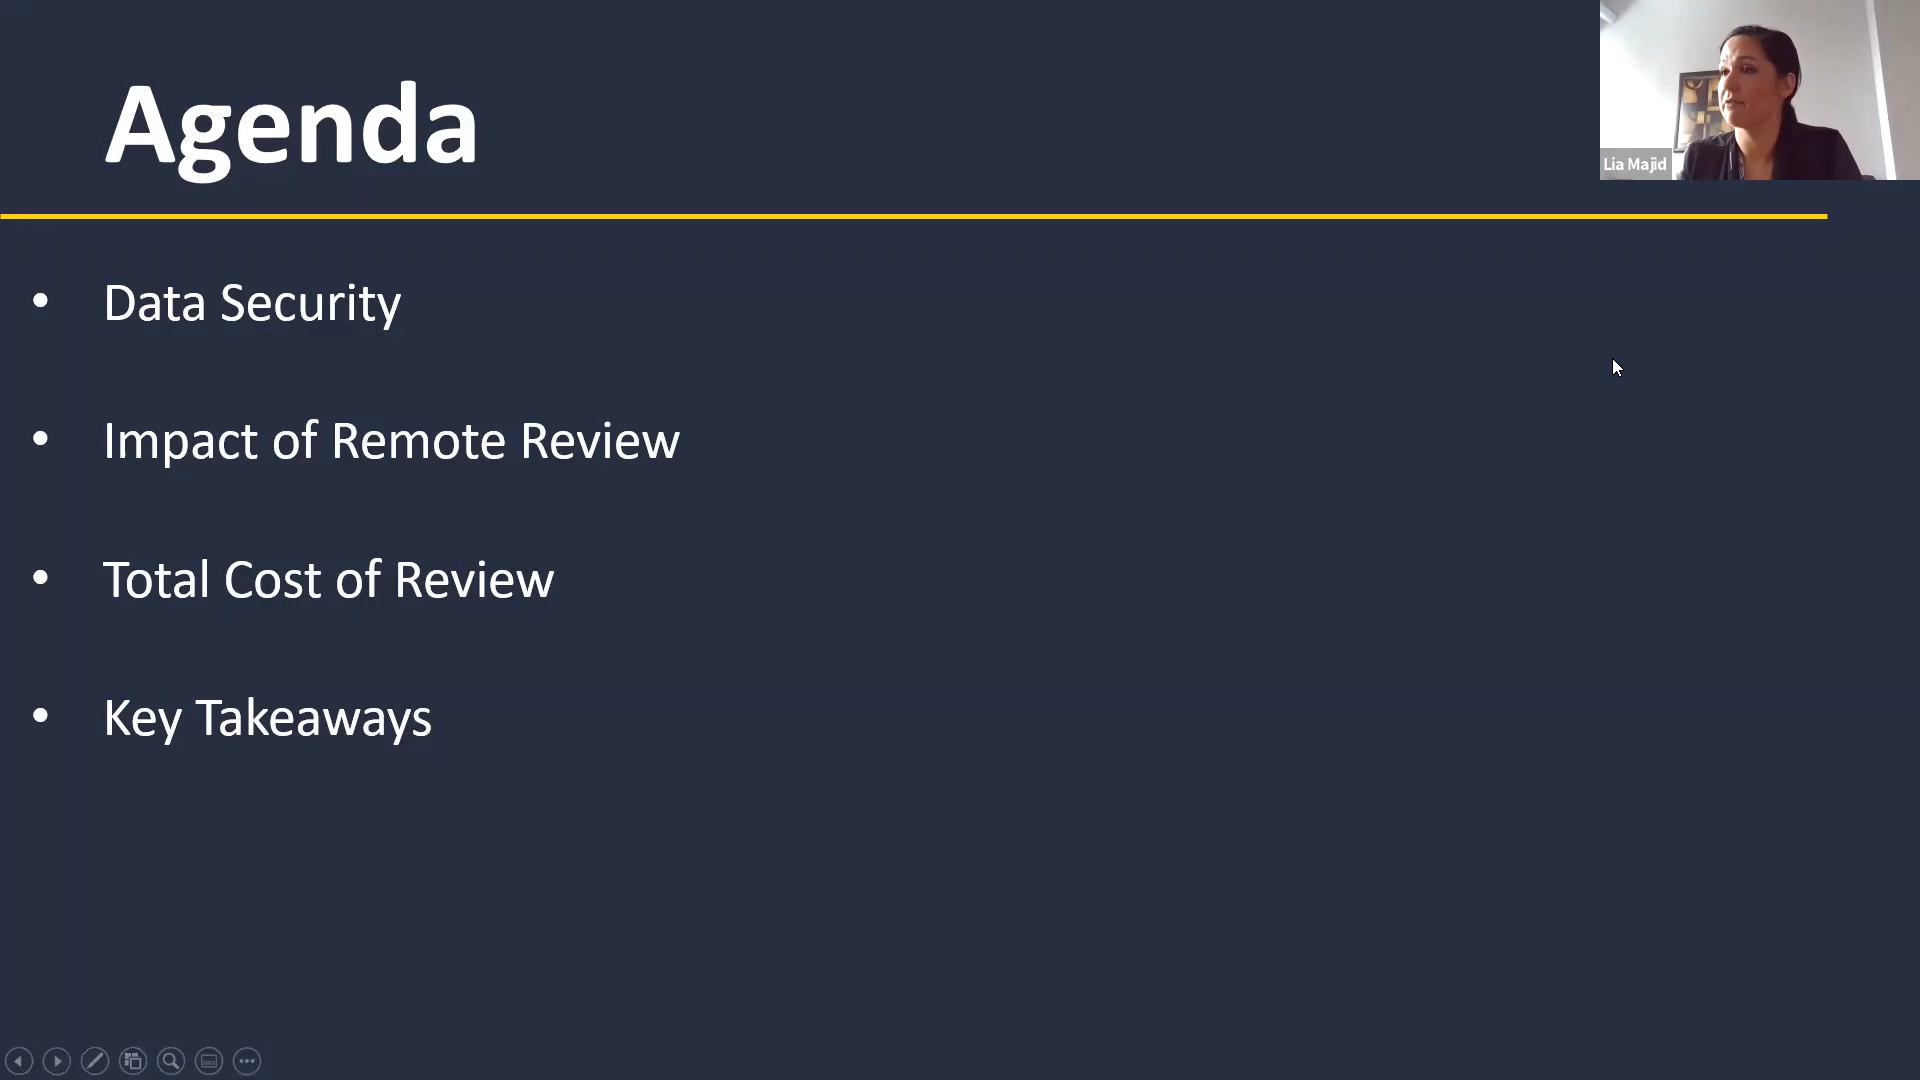 Agenda
Lia Majid
• Data Security
• Impact of Remote Review
• Total Cost of Review
• Key Takeaways